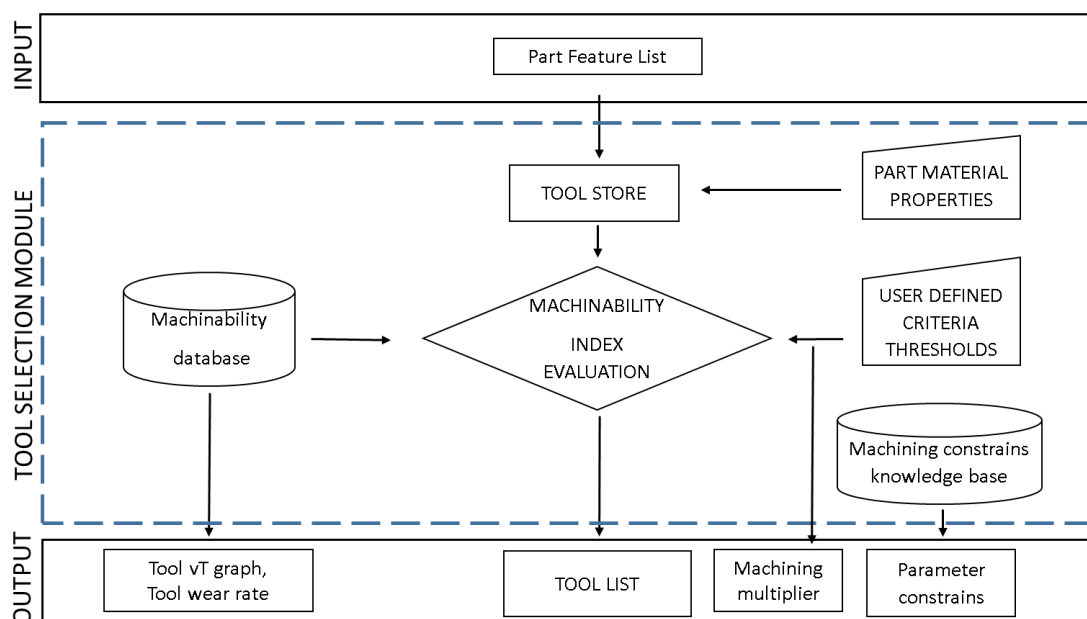 INPUT
Part Feature List
TOOL SELECTION MODULE
TOOL STORE
PART MATERIAL
PROPERTIES
Machinability
database
MACHINABILITY
INDEX
EVALUATION
USER DEFINED
CRITERIA
THRESHOLDS
Machining constrains
knowledge base
OUTPUT
Tool vT graph,
Tool wear rate
TOOL LIST
Machining
multiplier
Parameter
constrains